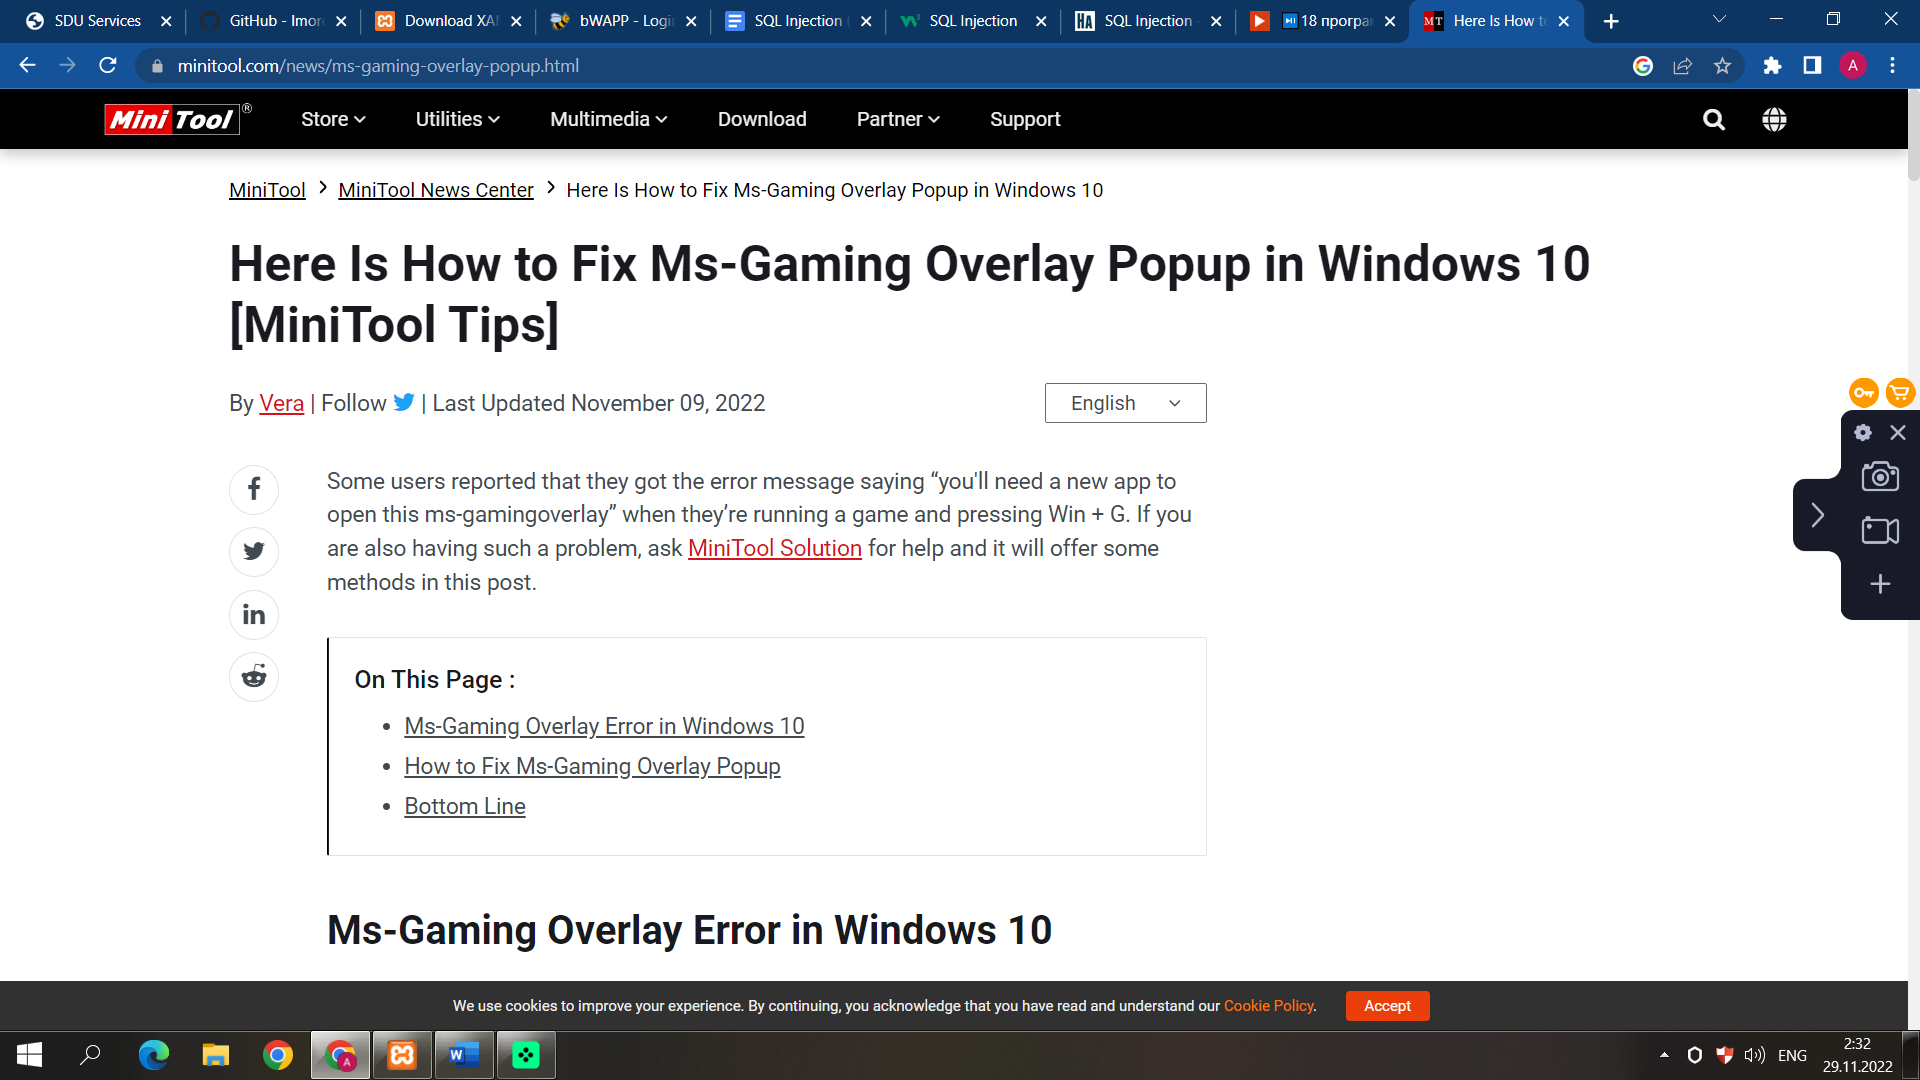 SDU Services
GitHub - Imor
Download XAM
bWAPP - Login
SQL Injection (
SQL Injection
SQL Injection -
18 програм
Here Is How to
minitool.com/news/ms-gaming-overlay-popup.html
A
Mini Tool ®
Store
Utilities
Multimedia
Download
Partner
Support
MiniTool > MiniTool News Center > Here Is How to Fix Ms-Gaming Overlay Popup in Windows 10
Here Is How to Fix Ms-Gaming Overlay Popup in Windows 10
[MiniTool Tips]
By Vera | Follow | Last Updated November 09, 2022
English
Some users reported that they got the error message saying “you'll need a new app to
open this ms-gamingoverlay” when they’re running a game and pressing Win + G. If you
are also having such a problem, ask MiniTool Solution for help and it will offer some
methods in this post.
On This Page :
• Ms-Gaming Overlay Error in Windows 10
• How to Fix Ms-Gaming Overlay Popup
• Bottom Line
Ms-Gaming Overlay Error in Windows 10
We use cookies to improve your experience. By continuing, you acknowledge that you have read and understand our Cookie Policy.
Accept
ENG
2:32
29.11.2022